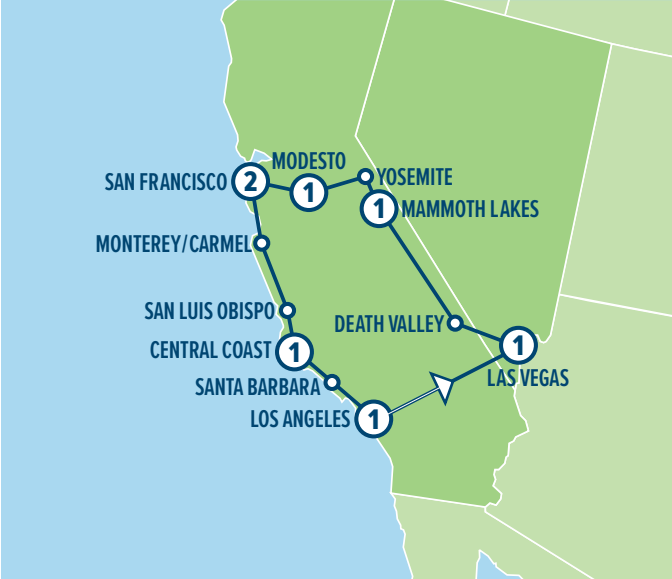 MODESTO
SAN FRANCISCO 2
1
YOSEMITE
1 MAMMOTH LAKES
MONTEREY/CARMEL
SAN LUIS OBISPO
DEATH VALLEY
CENTRAL COAST 1
1
LAS VEGAS
SANTA BARBARA
LOS ANGELES 1